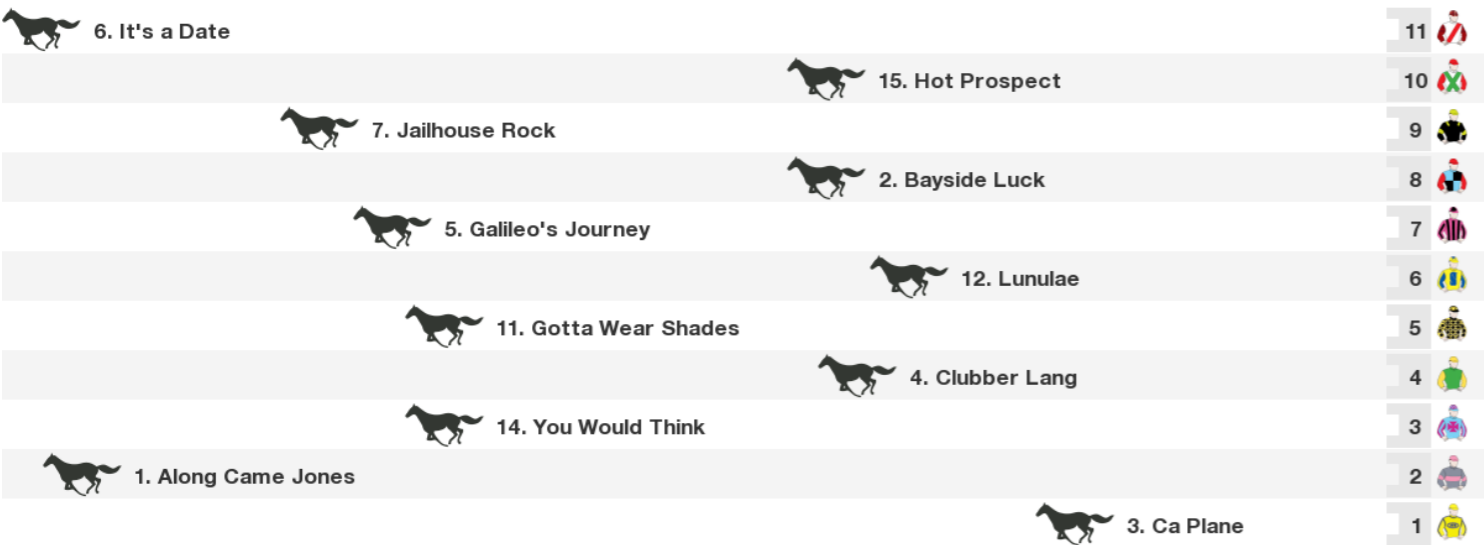 6. It's a Date 11
15. Hot Prospect 10
7. Jailhouse Rock 9
2. Bayside Luck 8
5. Galileo's Journey 7
12. Lunulae 6
11. Gotta Wear Shades 5
4. Clubber Lang 4
14. You Would Think 3
1. Along Came Jones 2
3. Ca Plane 1